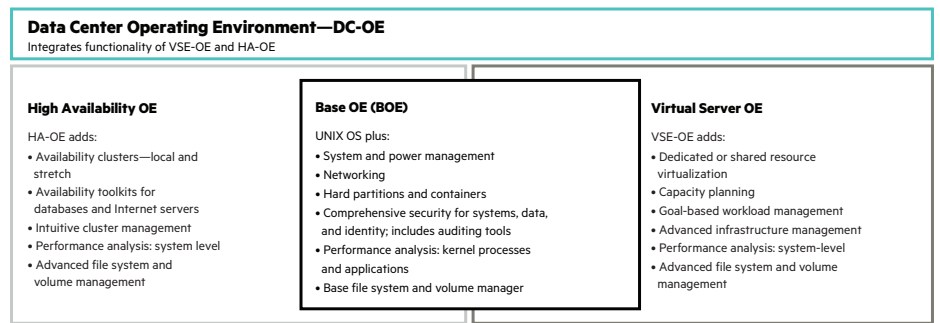 Data Center Operating Environment—DC-OE
Integrates functionality of VSE-OE and HA-OE
High Availability OE
HA-OE adds:
• Availability clusters—local and
stretch
• Availability toolkits for
databases and Internet servers
• Intuitive cluster management
• Performance analysis: system level
• Advanced file system and
volume management
Base OE (BOE)
UNIX OS plus:
• System and power management
• Networking
• Hard partitions and containers
• Comprehensive security for systems, data,
and identity; includes auditing tools
• Performance analysis: kernel processes
and applications
• Base file system and volume manager
Virtual Server OE
VSE-OE adds:
• Dedicated or shared resource
virtualization
• Capacity planning
• Goal-based workload management
• Advanced infrastructure management
• Performance analysis: system-level
• Advanced file system and volume
management